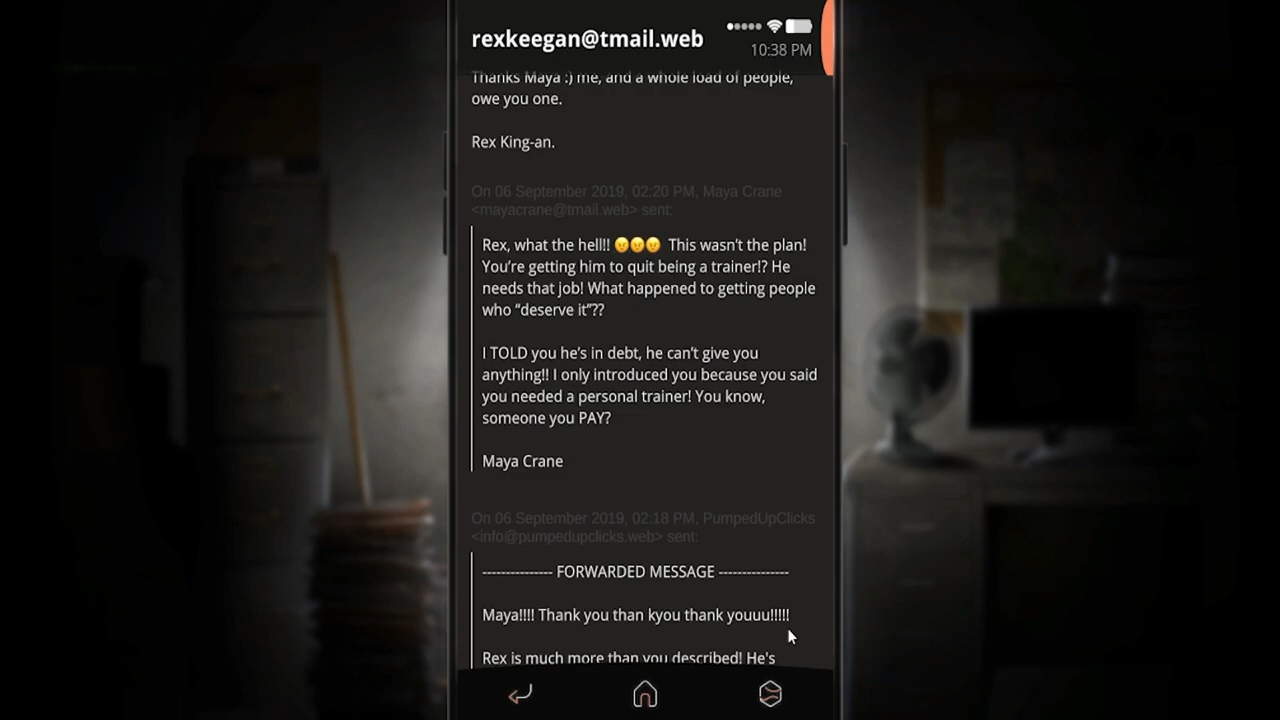 rexkeegan@tmail.web
10:38 PM
Thanks Maya :) me, and a whole load of people,
owe you one.
Rex King-an.
On 06 September 2019, 02:20 PM, Maya Crane
<mayacrane@tmail.web> sent:
Rex, what the hell!! 😠😠😠 This wasn't the plan!
You're getting him to quit being a trainer!? He
needs that job! What happened to getting people
who “deserve it”??
I TOLD you he's in debt, he can't give you
anything!! I only introduced you because you said
you needed a personal trainer! You know,
someone you PAY?
Maya Crane
On 06 September 2019, 02:18 PM, PumpedUpClicks
<info@pumpedupclicks.web> sent:
--------------- FORWARDED MESSAGE ---------------
Maya!!!! Thank you than kyou thank youuu!!!!!
Rex is much more than you described! He's